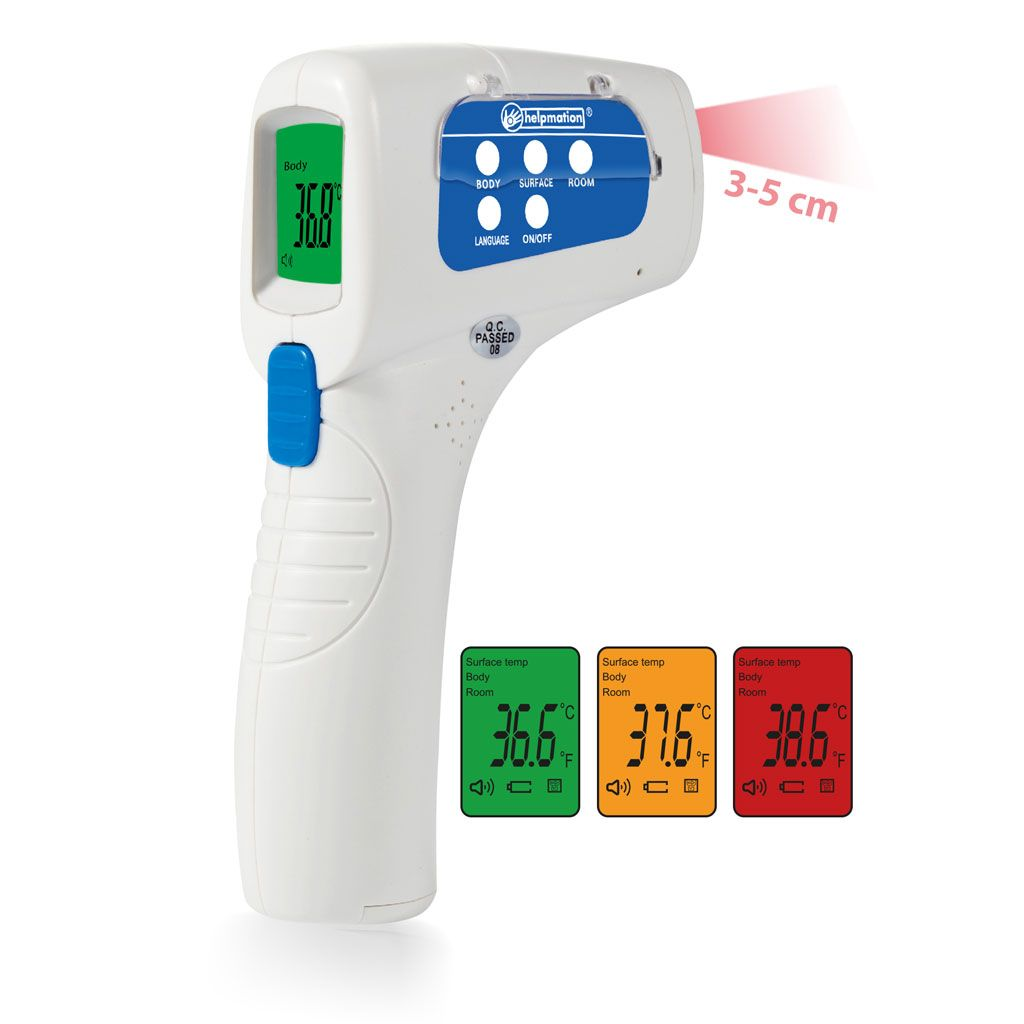 helpmation®
Body
36.8 °C
BODY SURFACE ROOM
LANGUAGE ON/OFF
3-5 cm
Q.C.
PASSED
08
Surface temp
Body
Room
36.6 °C
°F
Surface temp
Body
Room
37.6 °C
°F
Surface temp
Body
Room
38.6 °C
°F